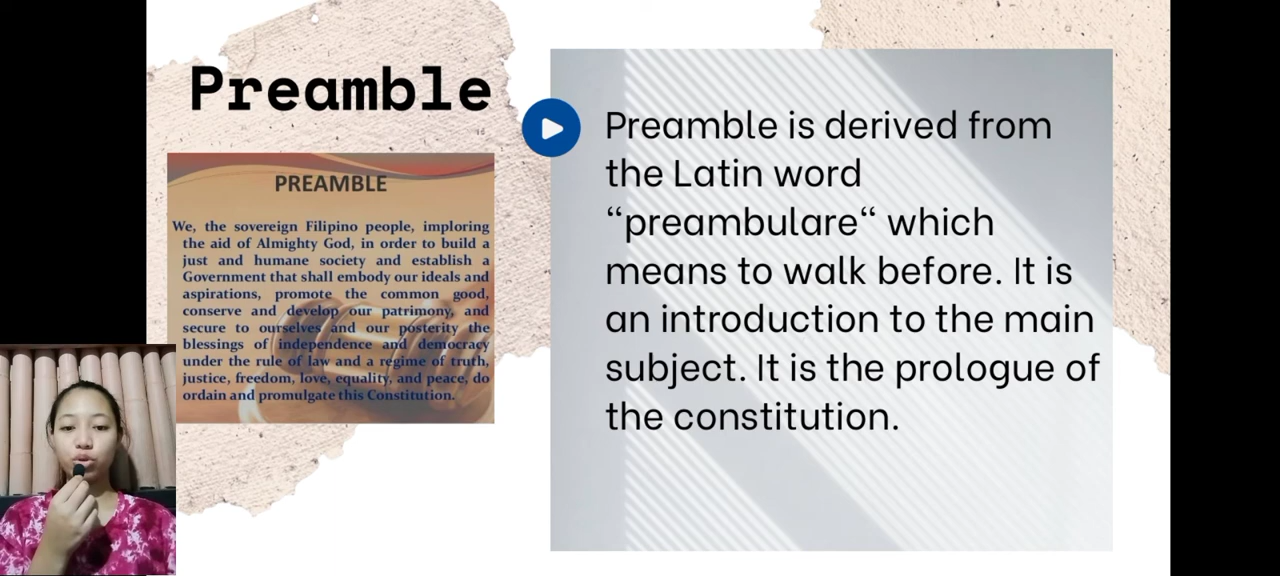 Preamble
PREAMBLE
We, the sovereign Filipino people, imploring
the aid of Almighty God, in order to build a
just and humane society and establish a
Government that shall embody our ideals and
aspirations, promote the common good,
conserve and develop our patrimony, and
secure to ourselves and our posterity the
blessings of independence and democracy
under the rule of law and a regime of truth,
justice, freedom, love, equality, and peace, do
ordain and promulgate this Constitution.
Preamble is derived from
the Latin word
“preambulare“ which
means to walk before. It is
an introduction to the main
subject. It is the prologue of
the constitution.